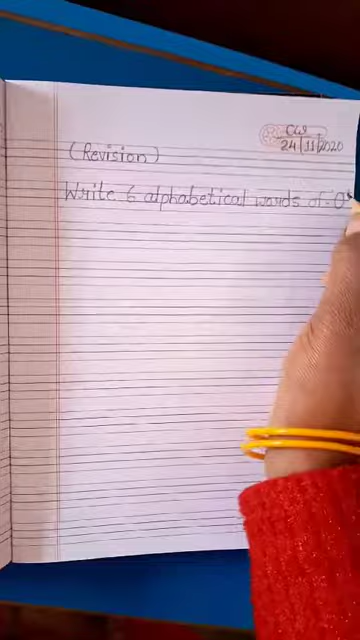 CW
24/11/2020
(Revision)
Write 6 alphabetical words of 'O'